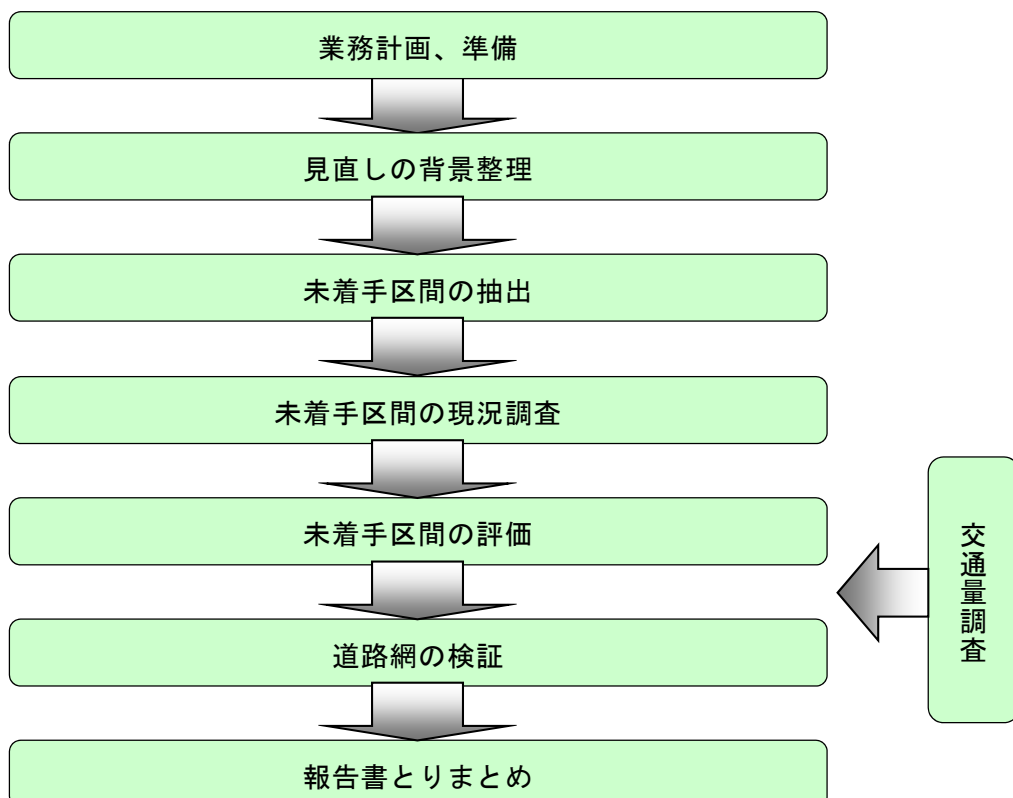 業務計画、準備
見直しの背景整理
未着手区間の抽出
未着手区間の現況調査
未着手区間の評価
交通量調査
道路網の検証
報告書とりまとめ